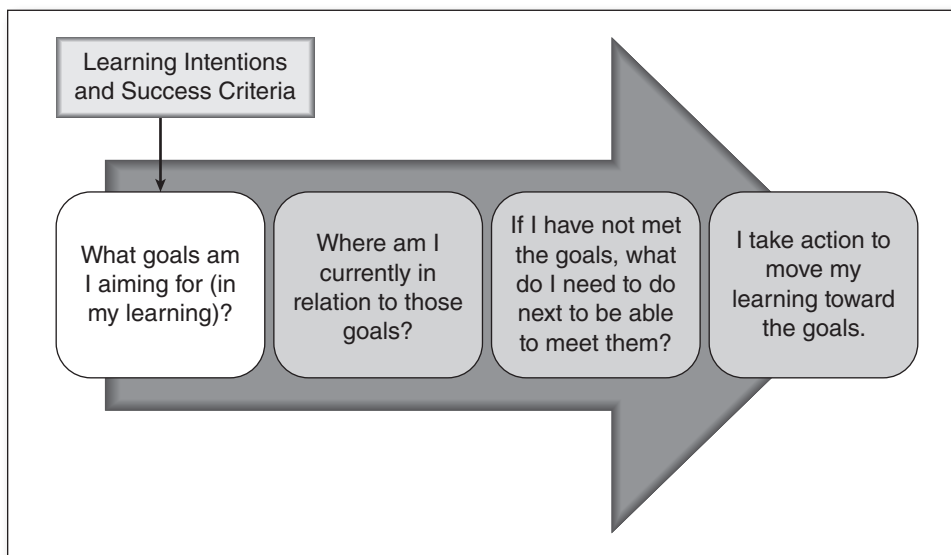 Learning Intentions
and Success Criteria
What goals am
I aiming for (in
my learning)?
Where am I
currently in
relation to those
goals?
If I have not met
the goals, what
do I need to do
next to be able
to meet them?
I take action to
move my
learning toward
the goals.